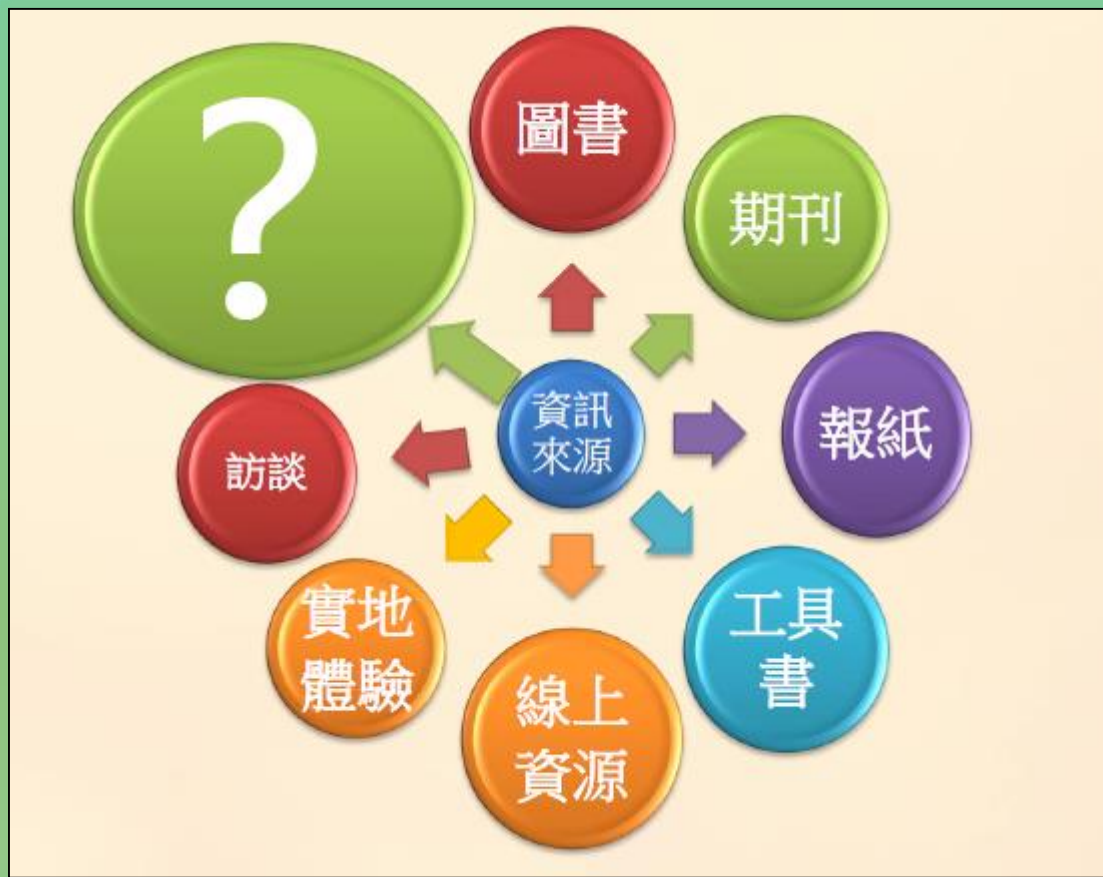 ?
圖書
期刊
資訊
來源
報紙
訪談
實地
體驗
工具
書
線上
資源